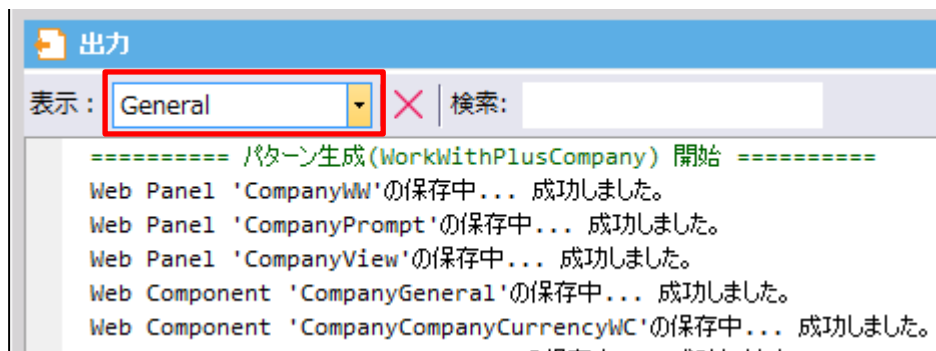 出力
表示： General 検索:
========== パターン生成(WorkWithPlusCompany) 開始 ==========
Web Panel 'CompanyWW'の保存中... 成功しました。
Web Panel 'CompanyPrompt'の保存中... 成功しました。
Web Panel 'CompanyView'の保存中... 成功しました。
Web Component 'CompanyGeneral'の保存中... 成功しました。
Web Component 'CompanyCompanyCurrencyWC'の保存中... 成功しました。